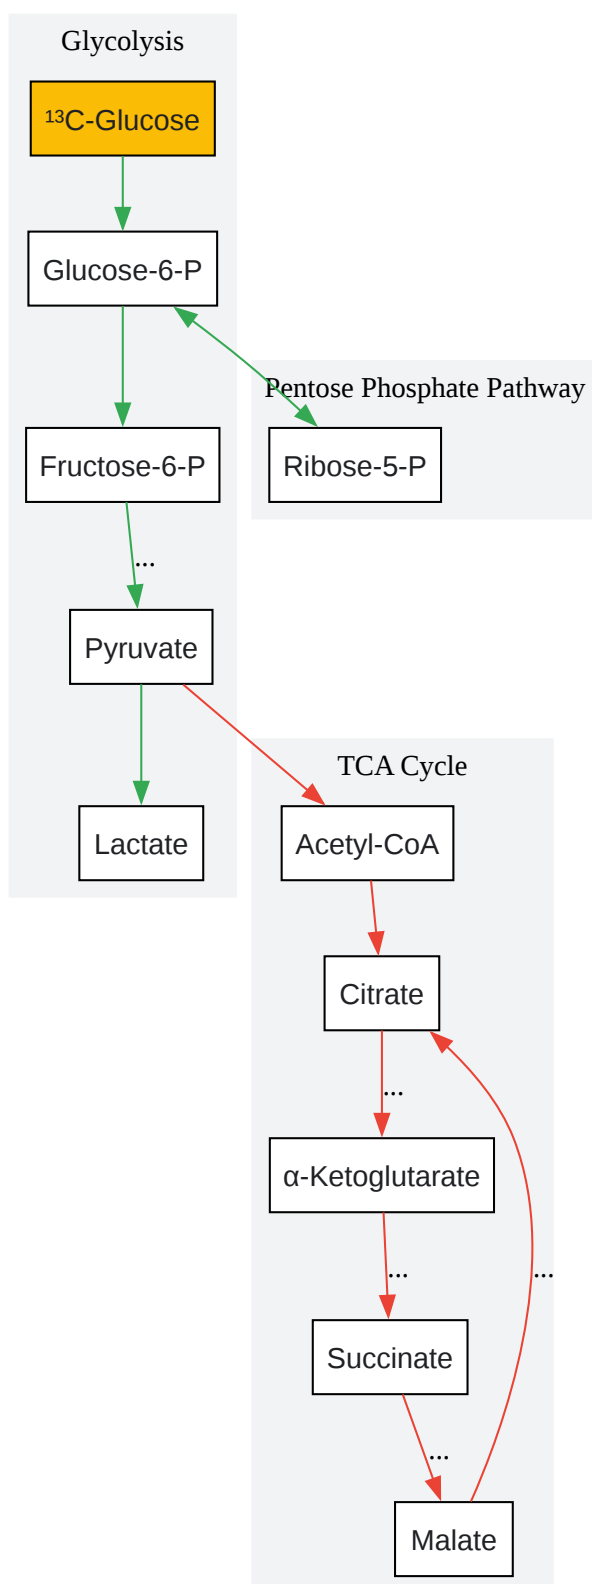 Glycolysis
¹³C-Glucose
Glucose-6-P
Pentose Phosphate Pathway
Fructose-6-P
Ribose-5-P
...
Pyruvate
TCA Cycle
Lactate
Acetyl-CoA
Citrate
...
α-Ketoglutarate
...
...
Succinate
...
Malate